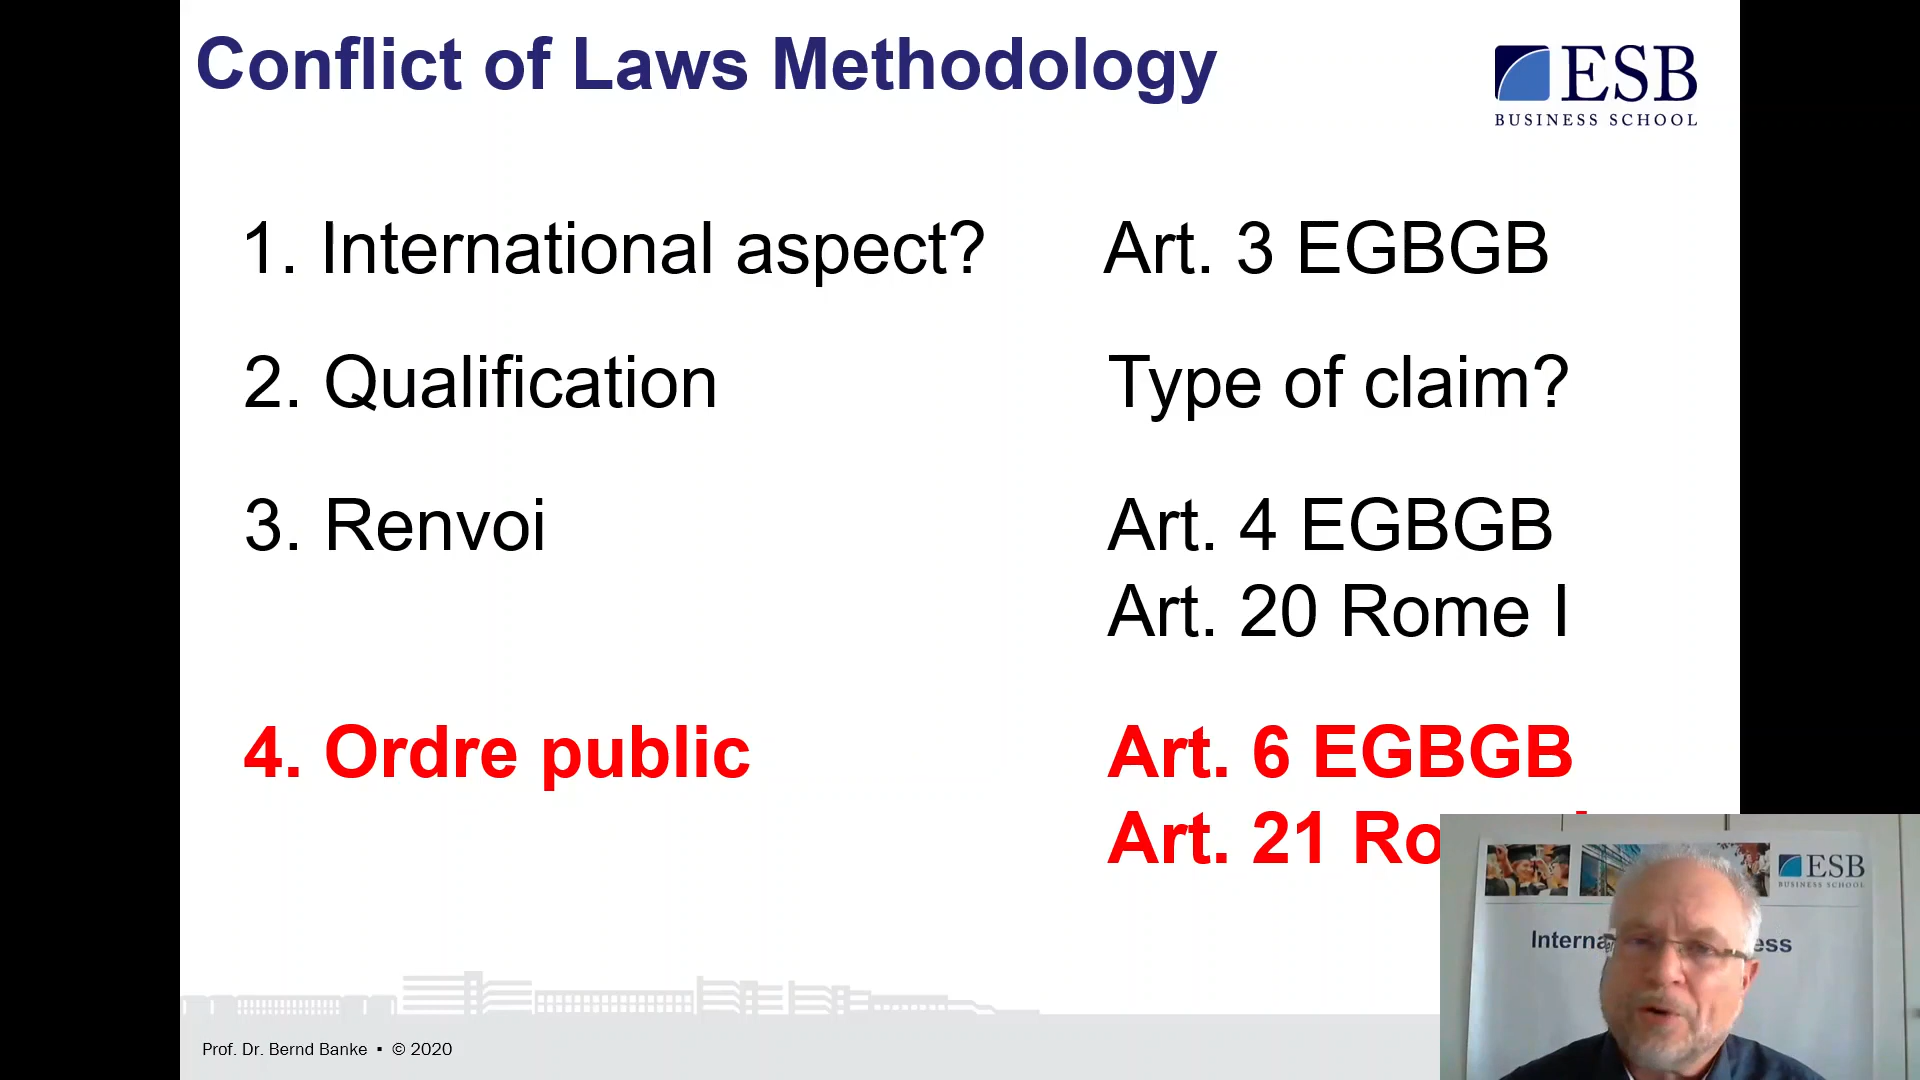 Conflict of Laws Methodology
ESB
BUSINESS SCHOOL
1. International aspect? Art. 3 EGBGB
2. Qualification Type of claim?
3. Renvoi Art. 4 EGBGB
Art. 20 Rome I
4. Ordre public Art. 6 EGBGB
Art. 21
ESB
BUSINESS SCHOOL
Prof. Dr. Bernd Banke ▪ © 2020